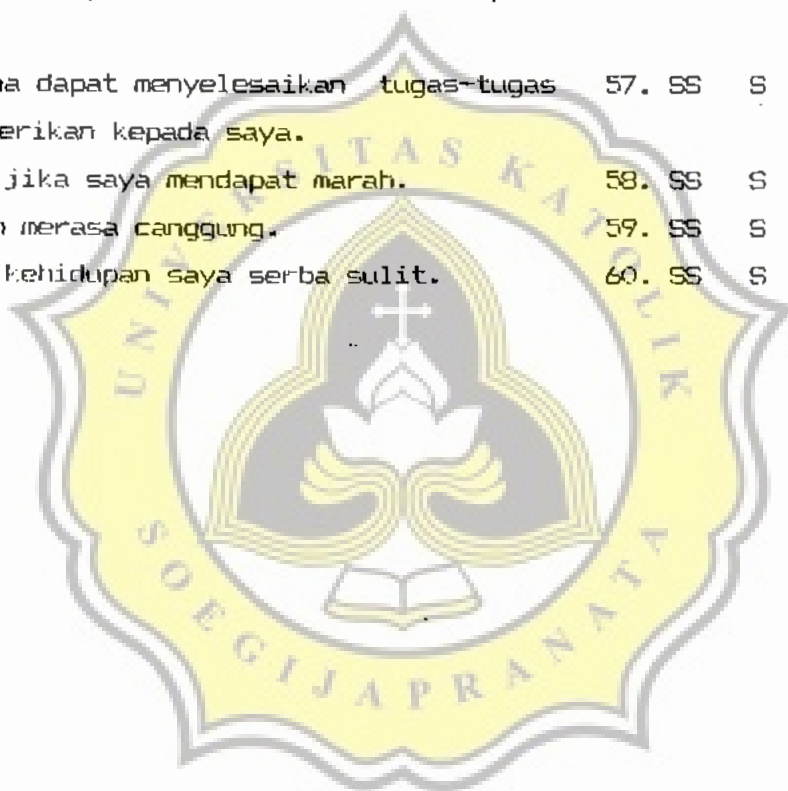 dapat menyelesaikan tugas-tugas 57. SS S
erikan kepada saya.
jika saya mendapat marah. 58. SS S
merasa canggung. 59. SS S
kehidupan saya serba sulit. 60. SS S
UNIVERSITAS KATOLIK
SOEGIJAPRANATA